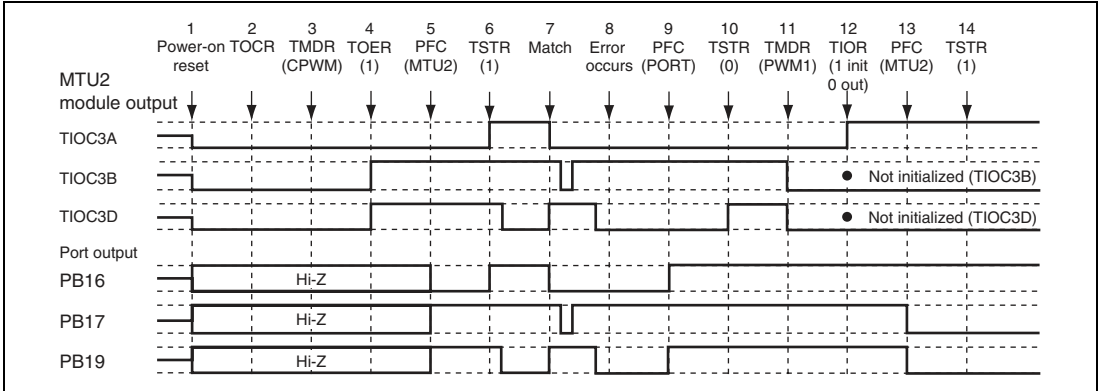 1 2 3 4 5 6 7 8 9 10 11 12 13 14
Power-on TOCR TMDR TOER PFC TSTR Match Error PFC TSTR TMDR TIOR PFC TSTR
reset (CPWM) (1) (MTU2) (1) occurs (PORT) (0) (PWM1) (1 init (MTU2) (1)
0 out)
MTU2
module output
TIOC3A
TIOC3B
● Not initialized (TIOC3B)
TIOC3D
● Not initialized (TIOC3D)
Port output
PB16
Hi-Z
PB17
Hi-Z
PB19
Hi-Z